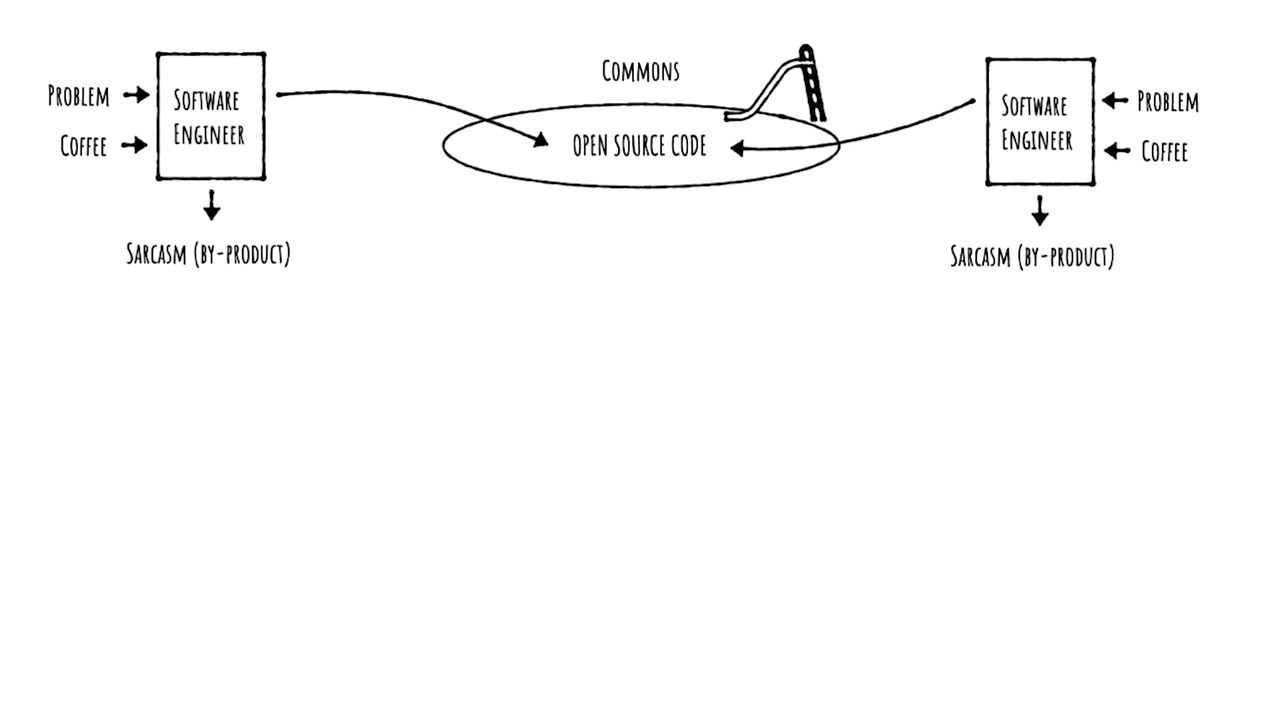 Commons
Problem
Software
Engineer
Coffee
Open Source Code
Software
Engineer
Problem
Coffee
Sarcasm (by-product)
Sarcasm (by-product)